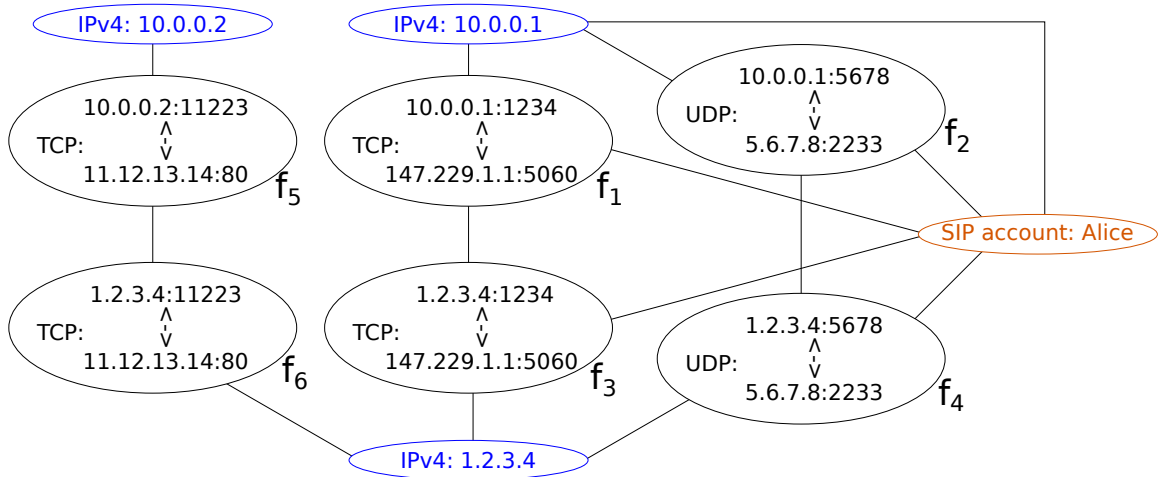 IPv4: 10.0.0.2
IPv4: 10.0.0.1
10.0.0.2:11223
TCP:
11.12.13.14:80
f5
10.0.0.1:1234
TCP:
147.229.1.1:5060
f1
10.0.0.1:5678
UDP:
5.6.7.8:2233
f2
SIP account: Alice
1.2.3.4:11223
TCP:
11.12.13.14:80
f6
1.2.3.4:1234
TCP:
147.229.1.1:5060
f3
1.2.3.4:5678
UDP:
5.6.7.8:2233
f4
IPv4: 1.2.3.4